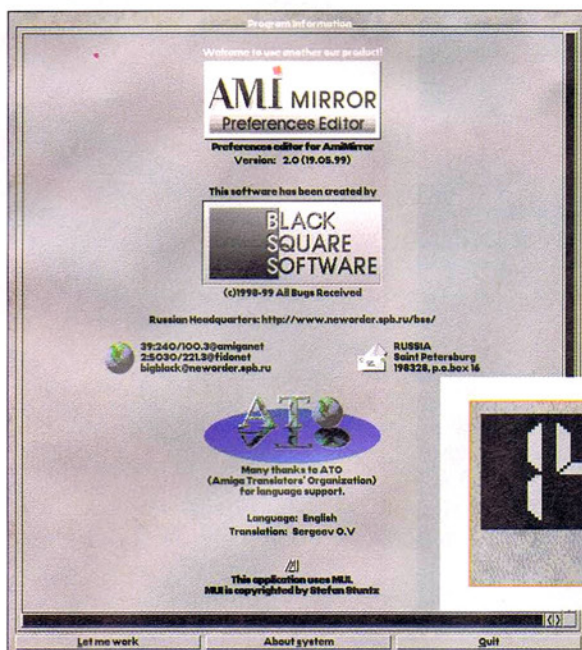 Program Information
Welcome to use another our product!
AMi MIRROR
Preferences Editor
Preferences editor for AmiMirror
Version: 2.0 (19.05.99)
This software has been created by
BLACK
SQUARE
SOFTWARE
(c)1998-99 All Bugs Received
Russian Headquarters: http://www.neworder.spb.ru/bss/
39:240/100.3@amiganet
2:5030/221.3@fidonet
bigblack@neworder.spb.ru
RUSSIA
Saint Petersburg
198328, p.o.box 16
ATO
Many thanks to ATO
(Amiga Translators' Organization)
for language support.
Language: English
Translation: Sergeev O.V
This application uses MUI.
MUI is copyrighted by Stefan Stuntz
Let me work
About system
Quit